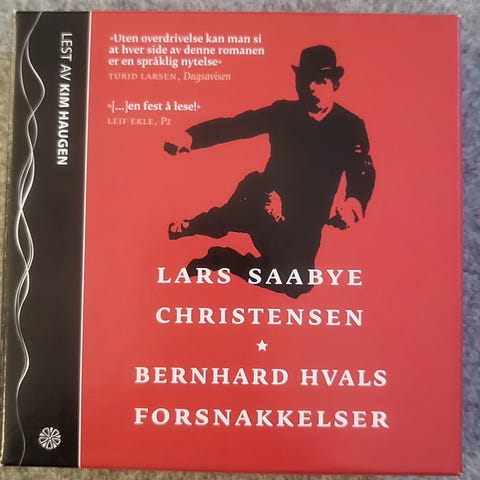 LEST AV KIM HAUGEN
«Uten overdrivelse kan man si
at hver side av denne romanen
er en språklig nytelse»
TURID LARSEN, Dagsavisen
«[...]en fest å lese!»
LEIF EKLE, P2
LARS SAABYE
CHRISTENSEN
BERNHARD HVALS
FORSNAKKELSER